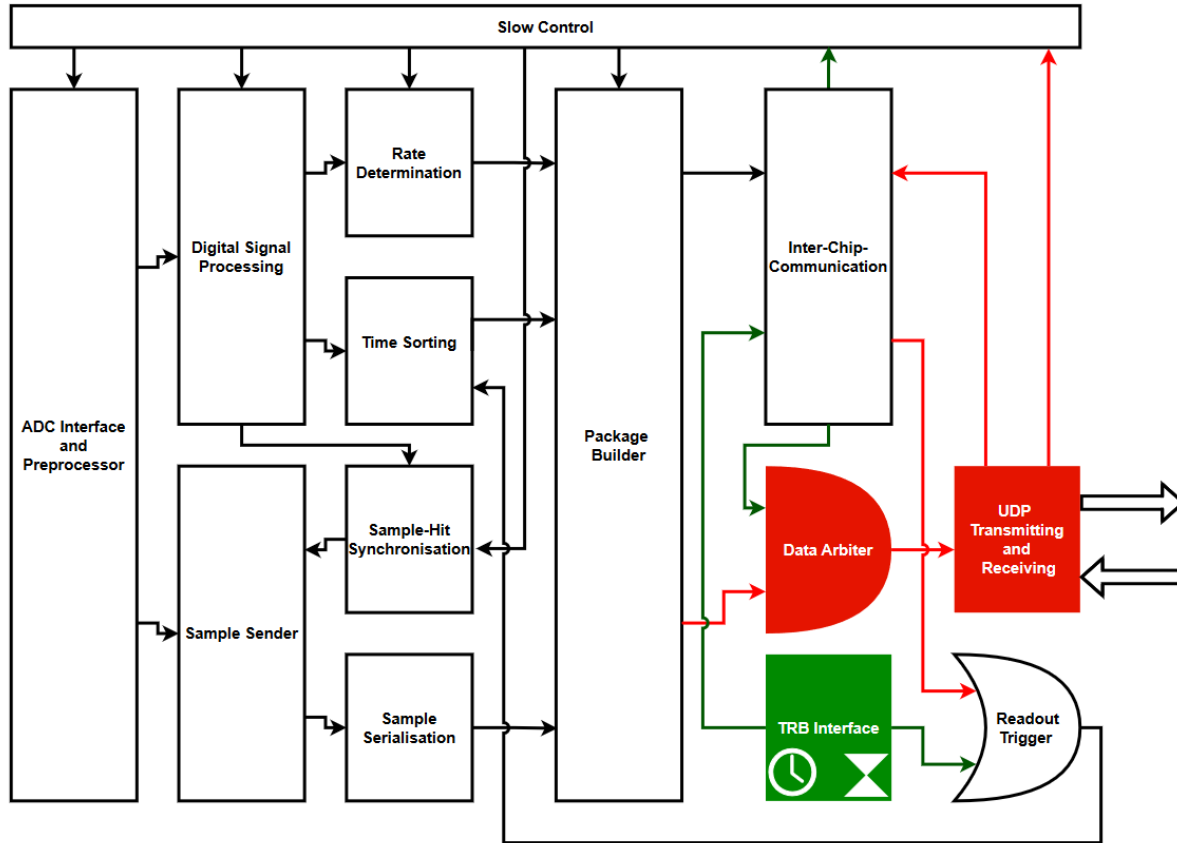 Slow Control
ADC Interface
and
Preprocessor
Digital Signal
Processing
Rate
Determination
Time Sorting
Sample-Hit
Synchronisation
Sample Sender
Sample
Serialisation
Package
Builder
Inter-Chip-
Communication
Data Arbiter
UDP
Transmitting
and
Receiving
TRB Interface
Readout
Trigger